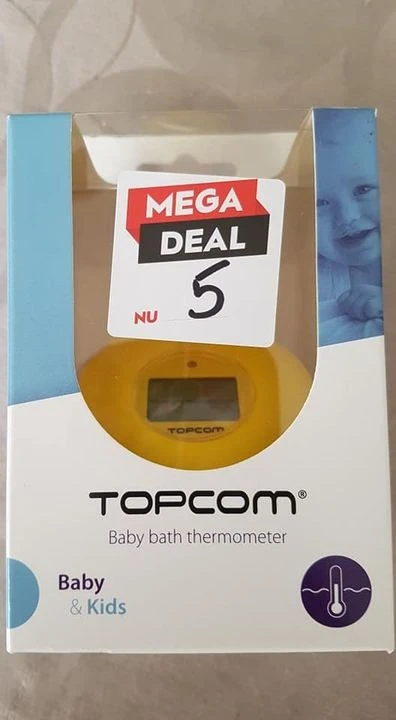 MEGA
DEAL
NU 5
TOPCOM
TOPCOM®
Baby bath thermometer
Baby
& Kids